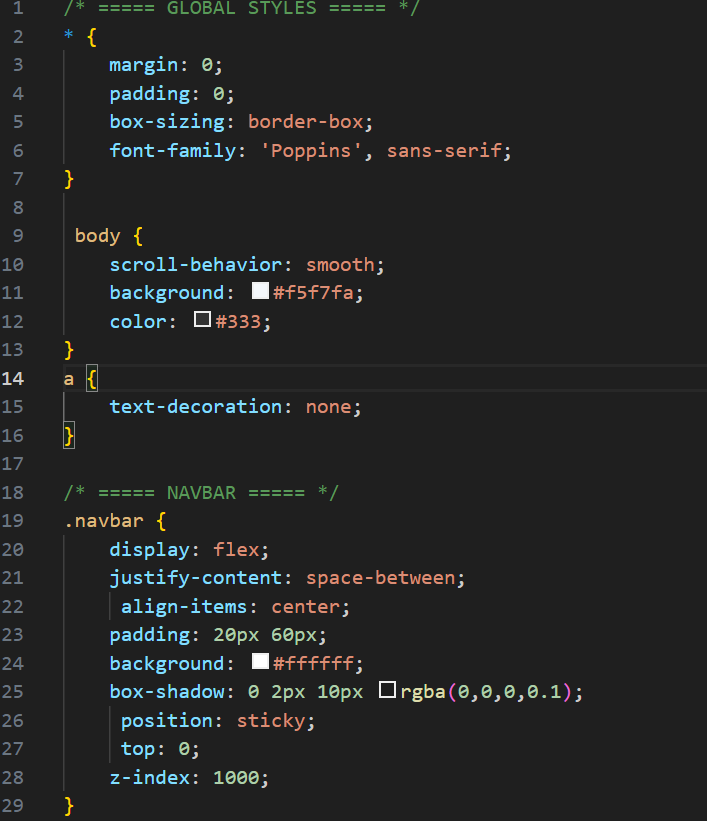 1 /* ===== GLOBAL STYLES ===== */
2 * {
3     margin: 0;
4     padding: 0;
5     box-sizing: border-box;
6     font-family: 'Poppins', sans-serif;
7 }
8
9  body {
10     scroll-behavior: smooth;
11     background: #f5f7fa;
12     color: #333;
13 }
14 a {
15     text-decoration: none;
16 }
17
18 /* ===== NAVBAR ===== */
19 .navbar {
20     display: flex;
21     justify-content: space-between;
22      align-items: center;
23     padding: 20px 60px;
24     background: #ffffff;
25     box-shadow: 0 2px 10px rgba(0,0,0,0.1);
26      position: sticky;
27      top: 0;
28     z-index: 1000;
29 }